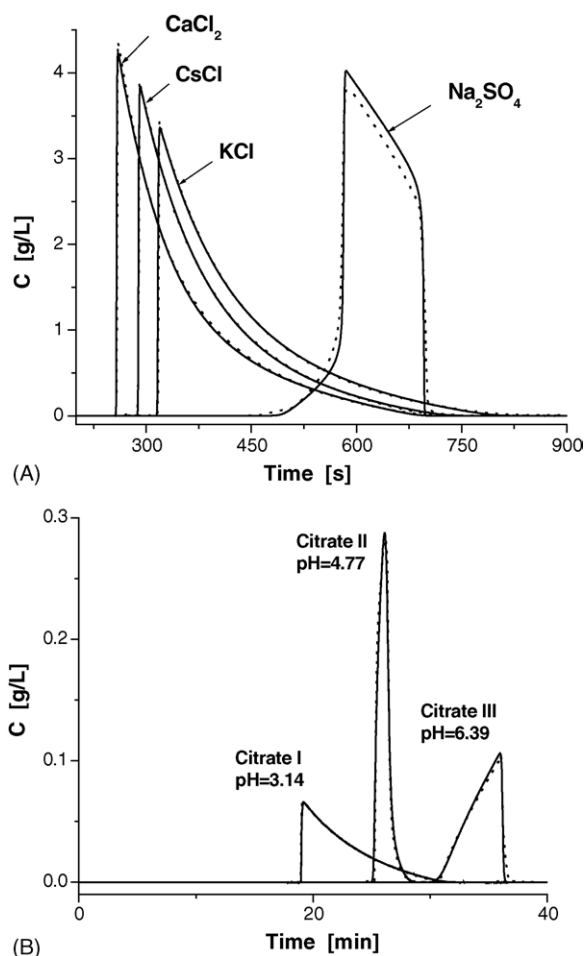 CaCl₂
CsCl
KCl
Na₂SO₄
4
3
2
1
0
C [g/L]
300 450 600 750 900
Time [s]
(A)
0.3
0.2
0.1
0.0
C [g/L]
Citrate II
pH=4.77
Citrate III
pH=6.39
Citrate I
pH=3.14
0 20 40
Time [min]
(B)